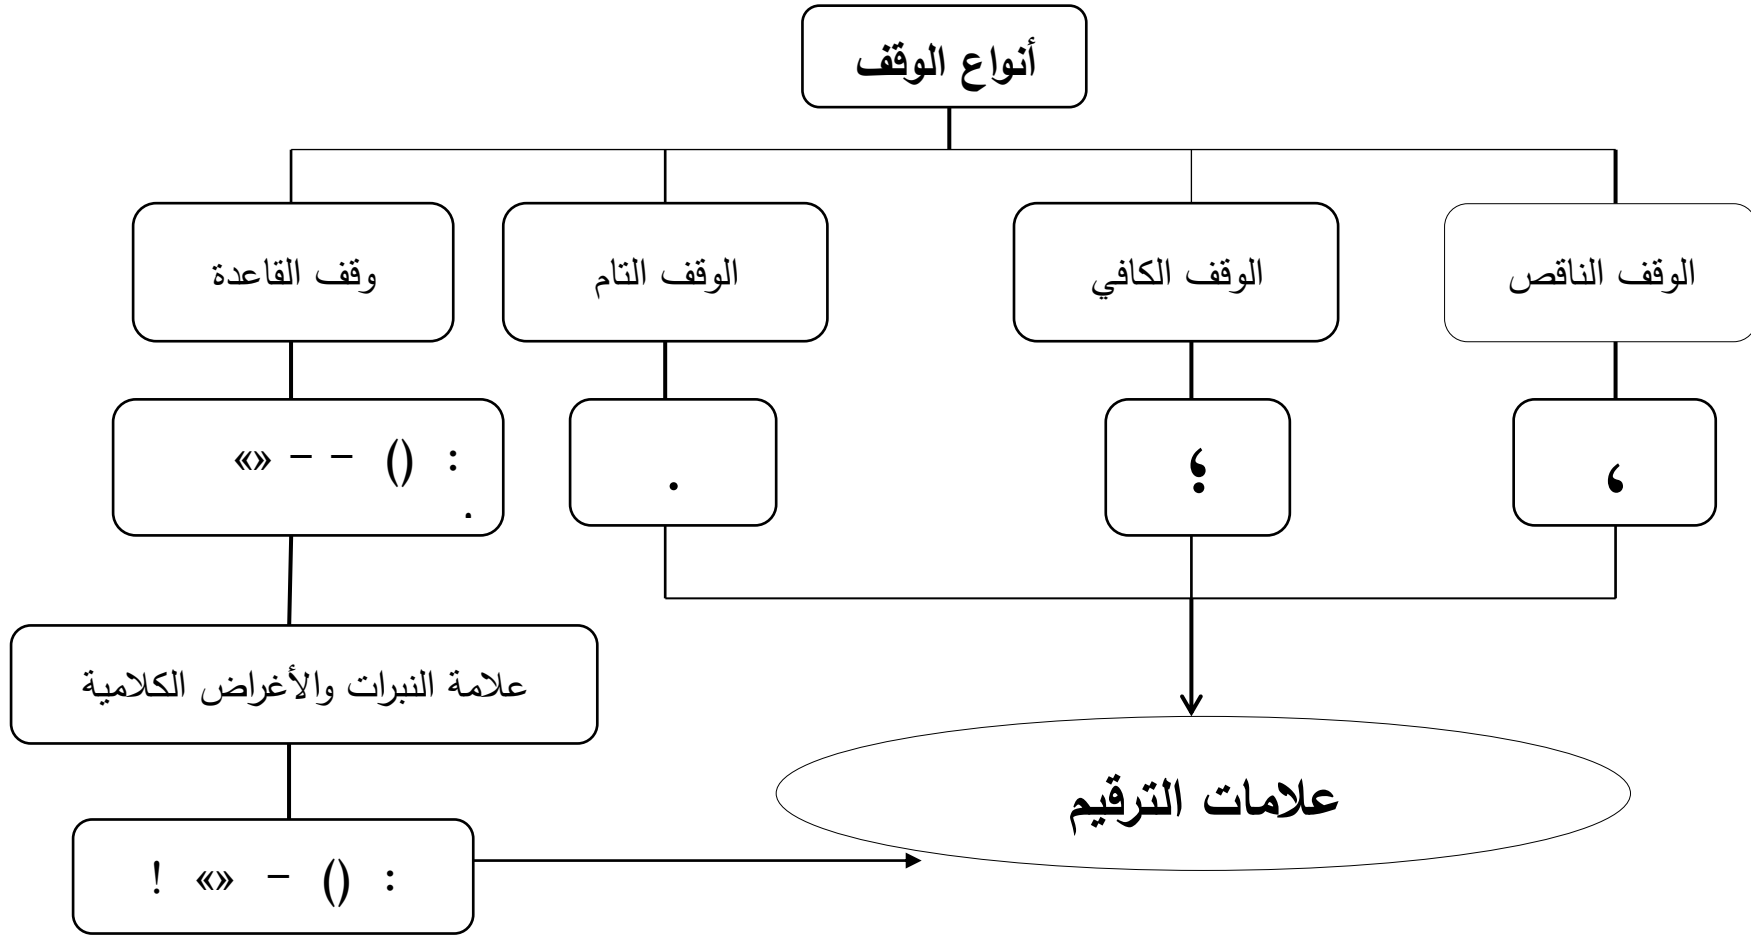 أنواع الوقف
الوقف الناقص
الوقف الكافي
الوقف التام
وقف القاعدة
،
؛
.
: () – – «»
.
علامة النبرات والأغراض الكلامية
علامات الترقيم
: () – «» !